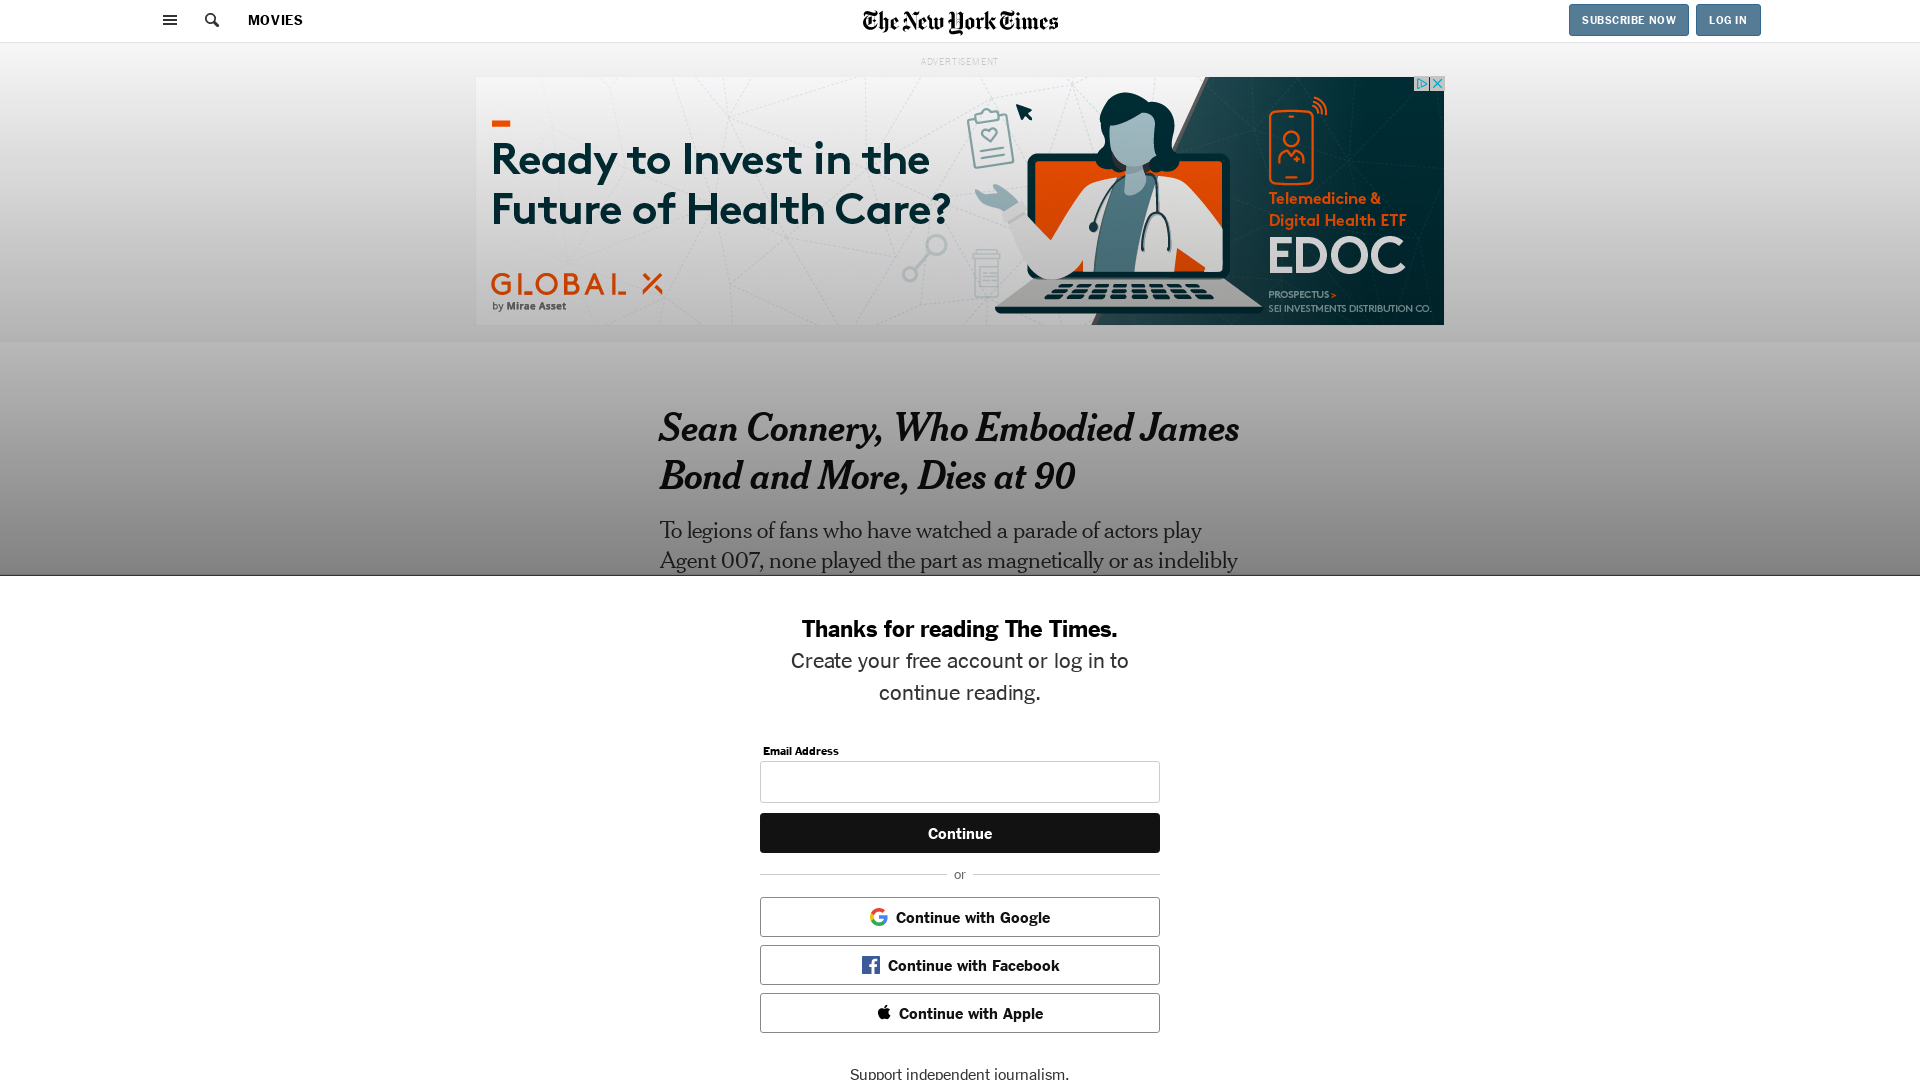 MOVIES
The New York Times
SUBSCRIBE NOW
LOG IN
ADVERTISEMENT
Ready to Invest in the
Future of Health Care?
GLOBAL X
by Mirae Asset
Telemedicine &
Digital Health ETF
EDOC
PROSPECTUS >
SEI INVESTMENTS DISTRIBUTION CO.
Sean Connery, Who Embodied James
Bond and More, Dies at 90
To legions of fans who have watched a parade of actors play
Agent 007, none played the part as magnetically or as indelibly
Thanks for reading The Times.
Create your free account or log in to
continue reading.
Email Address
Continue
or
Continue with Google
Continue with Facebook
Continue with Apple
Support independent journalism.